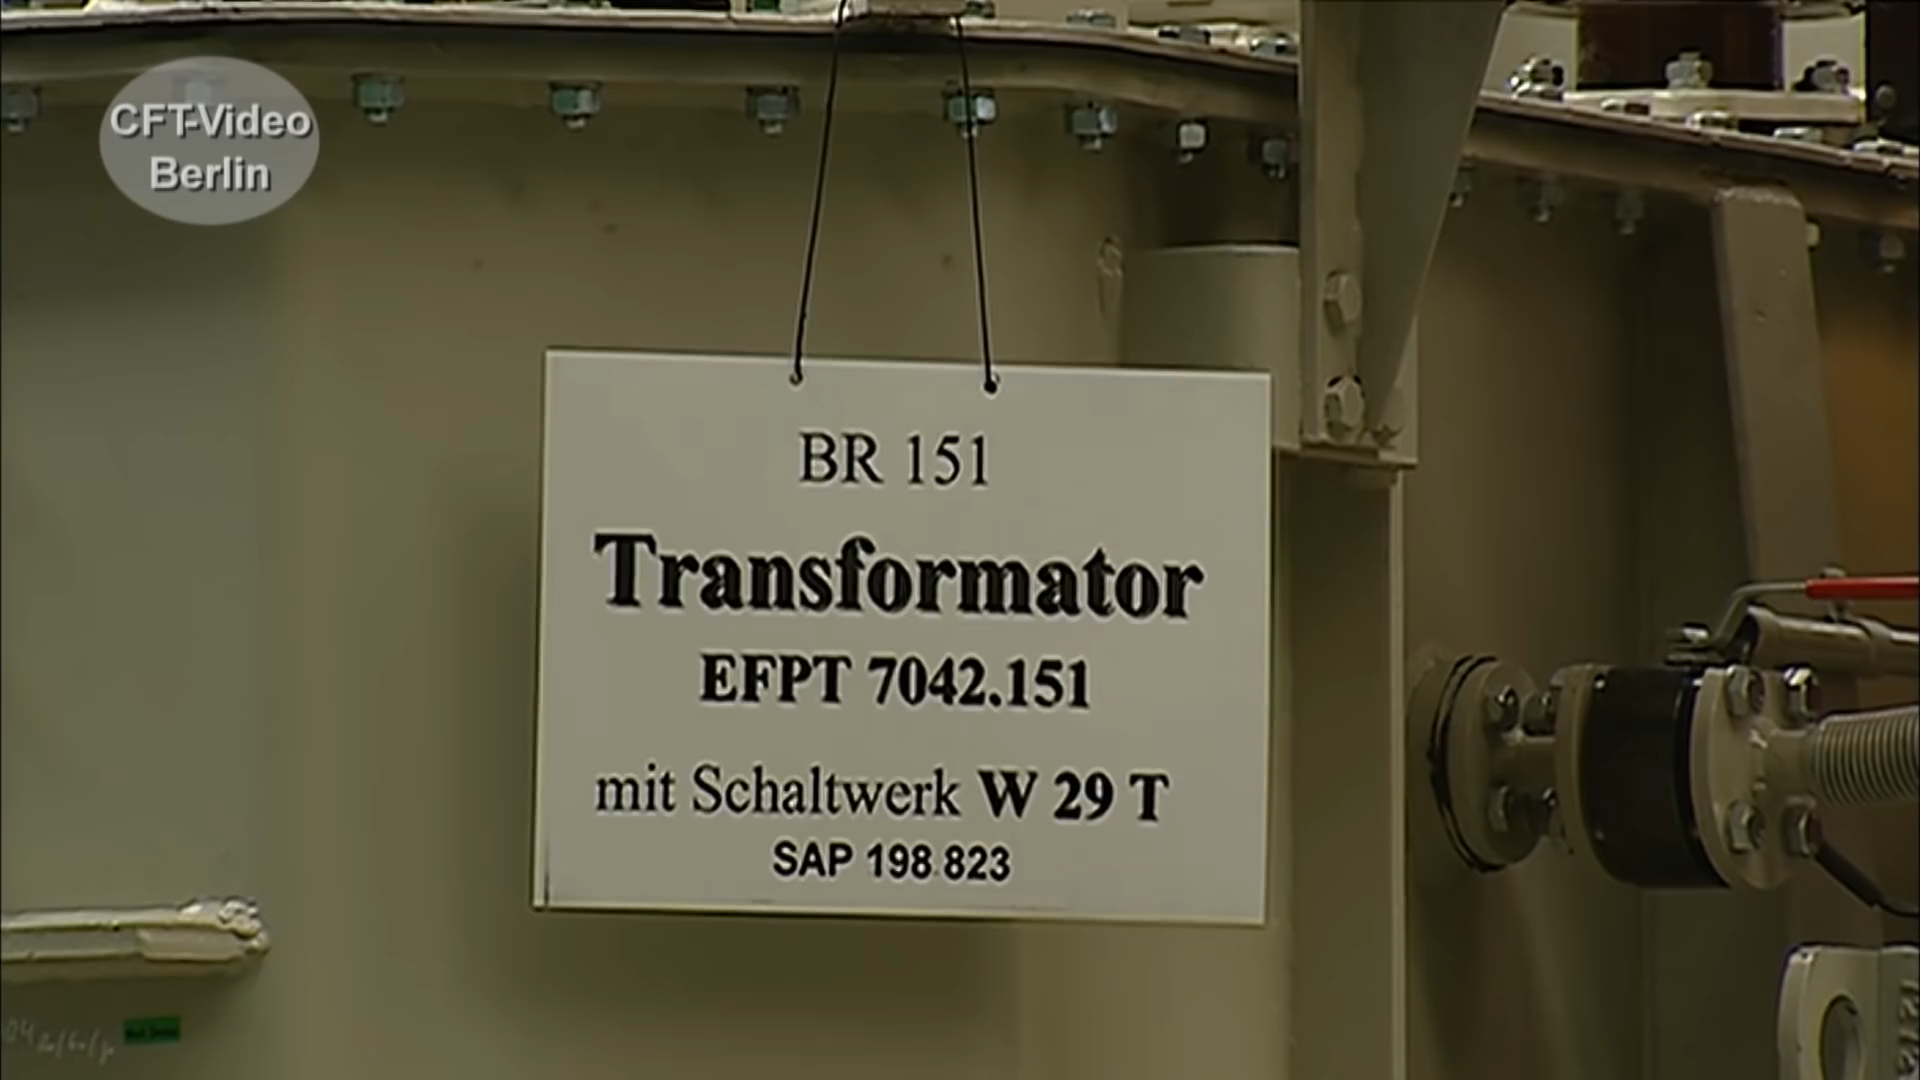 CFT-Video
Berlin
BR 151
Transformator
EFPT 7042.151
mit Schaltwerk W 29 T
SAP 198 823